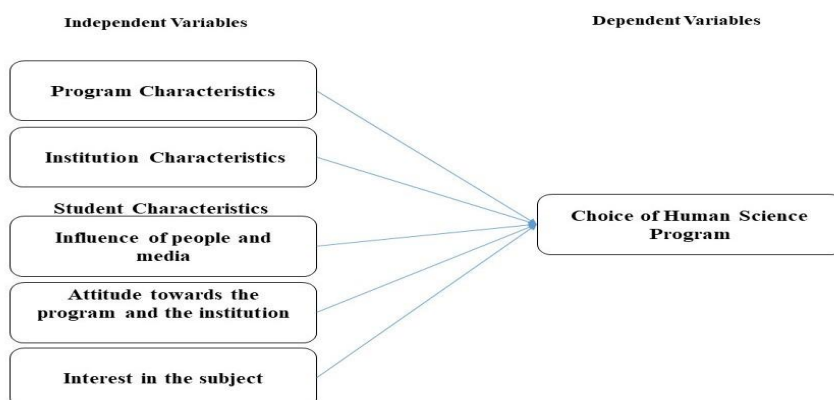 Independent Variables
Dependent Variables
Program Characteristics
Institution Characteristics
Student Characteristics
Influence of people and
media
Attitude towards the
program and the institution
Interest in the subject
Choice of Human Science
Program